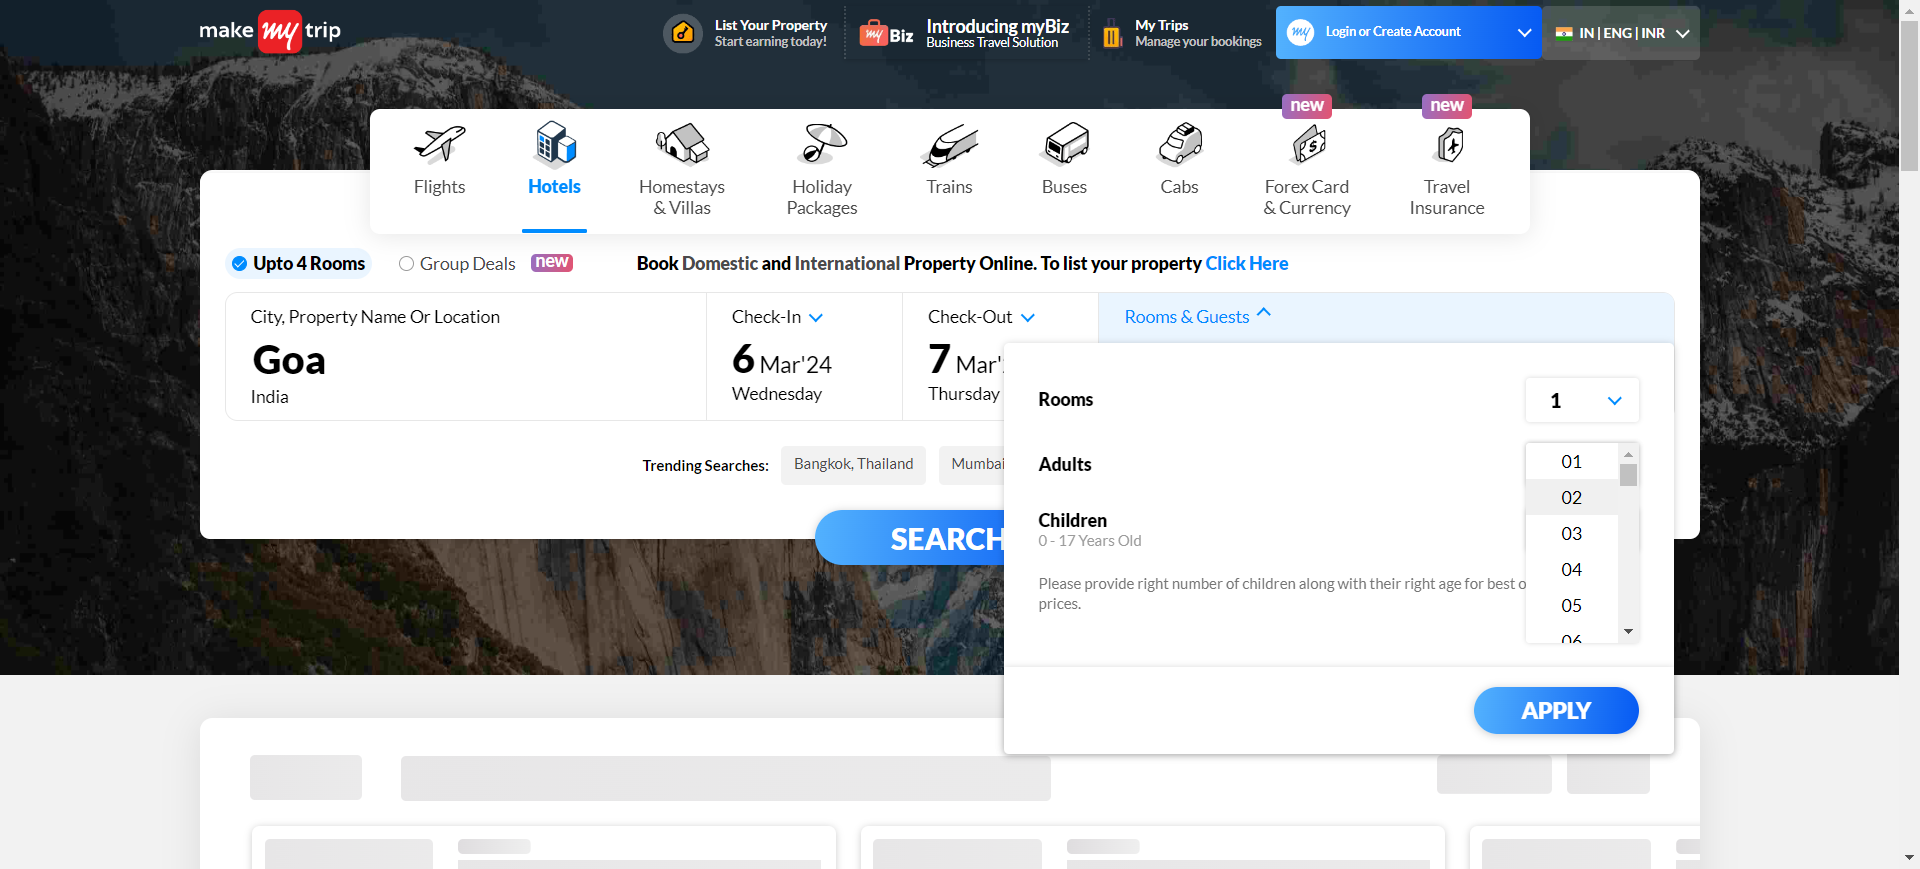 make my trip
List Your Property
Start earning today!
my Biz
Introducing myBiz
Business Travel Solution
My Trips
Manage your bookings
my
Login or Create Account
IN | ENG | INR
new
new
Flights
Hotels
Homestays
& Villas
Holiday
Packages
Trains
Buses
Cabs
Forex Card
& Currency
Travel
Insurance
Upto 4 Rooms
Group Deals
new
Book Domestic and International Property Online. To list your property Click Here
City, Property Name Or Location
Goa
India
Check-In
6 Mar'24
Wednesday
Check-Out
7 Mar'
Thursday
Rooms & Guests
Rooms
1
Adults
01
02
03
04
05
06
Children
0 - 17 Years Old
Please provide right number of children along with their right age for best o
prices.
APPLY
Trending Searches:
Bangkok, Thailand
Mumbai
SEARCH